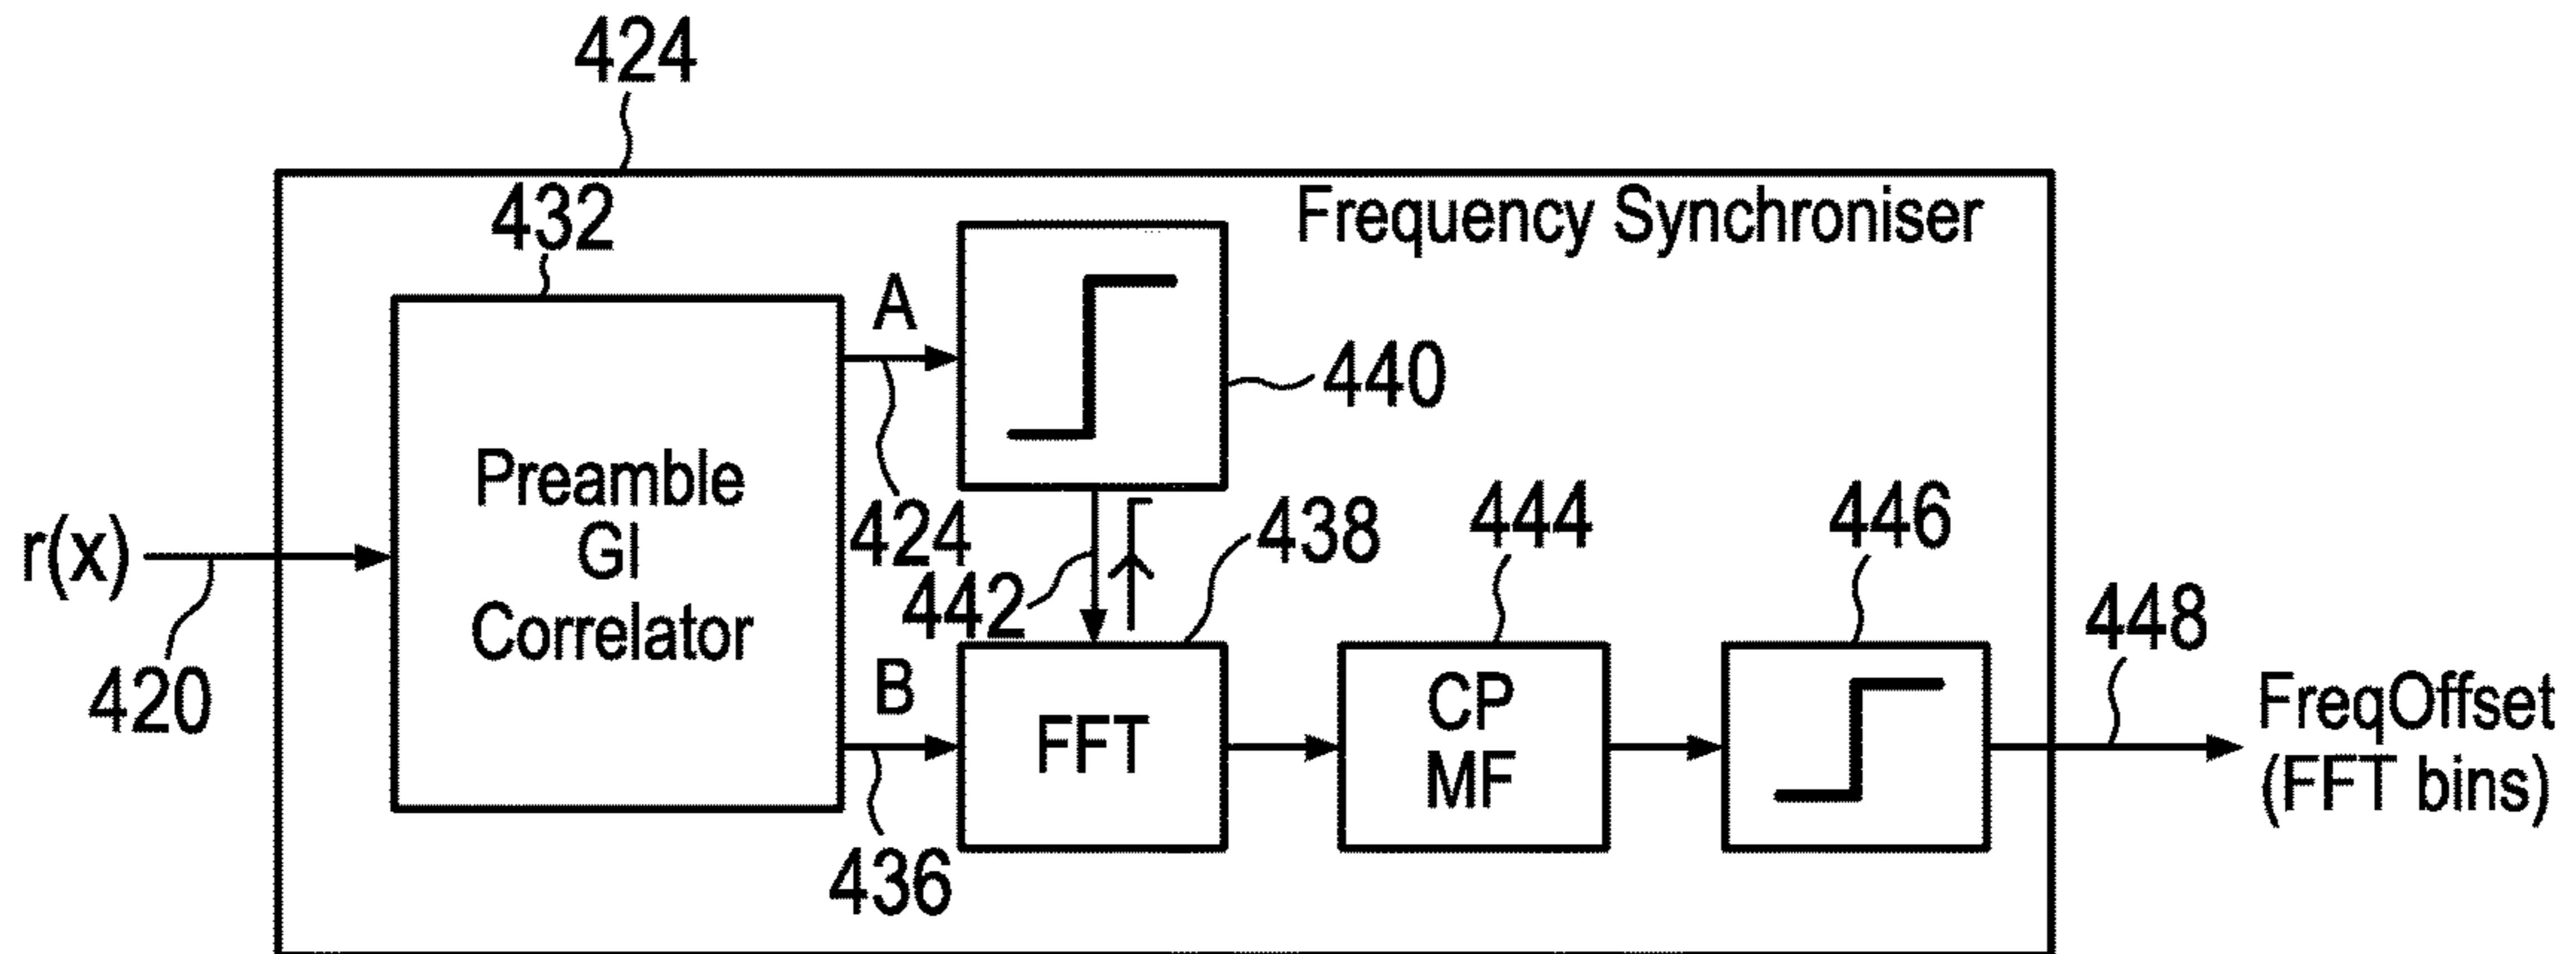 424
Frequency Synchroniser
432
A
440
Preamble
GI
Correlator
424
r(x)
420
442
438
444
446
448
B
436
FFT
CP
MF
FreqOffset
(FFT bins)